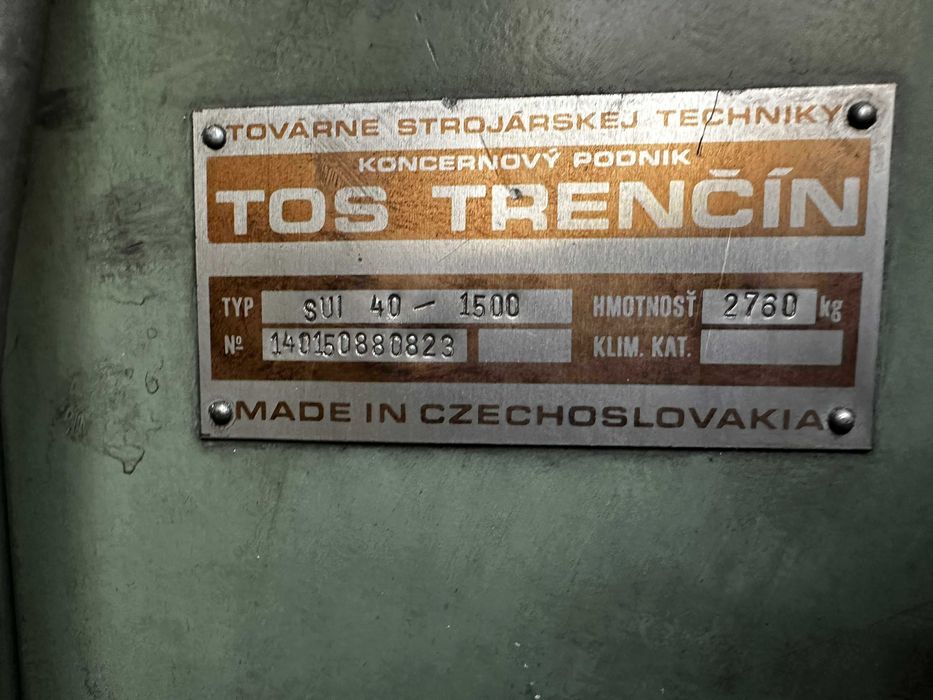 TOVÁRNE STROJÁRSKEJ TECHNIKY
KONCERNOVÝ PODNIK
TOS TRENČÍN
TYP SUI 40 - 1500 HMOTNOSŤ 2760 kg
Nº 140150880823 KLIM. KAT.
MADE IN CZECHOSLOVAKIA